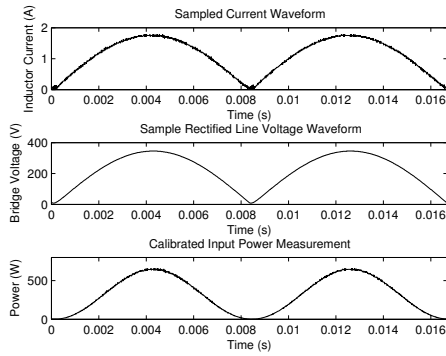 Sampled Current Waveform
Inductor Current (A)
2
1
0
0 0.002 0.004 0.006 0.008 0.01 0.012 0.014 0.016
Time (s)
Sample Rectified Line Voltage Waveform
Bridge Voltage (V)
400
200
0
0 0.002 0.004 0.006 0.008 0.01 0.012 0.014 0.016
Time (s)
Calibrated Input Power Measurement
Power (W)
500
0
0 0.002 0.004 0.006 0.008 0.01 0.012 0.014 0.016
Time (s)